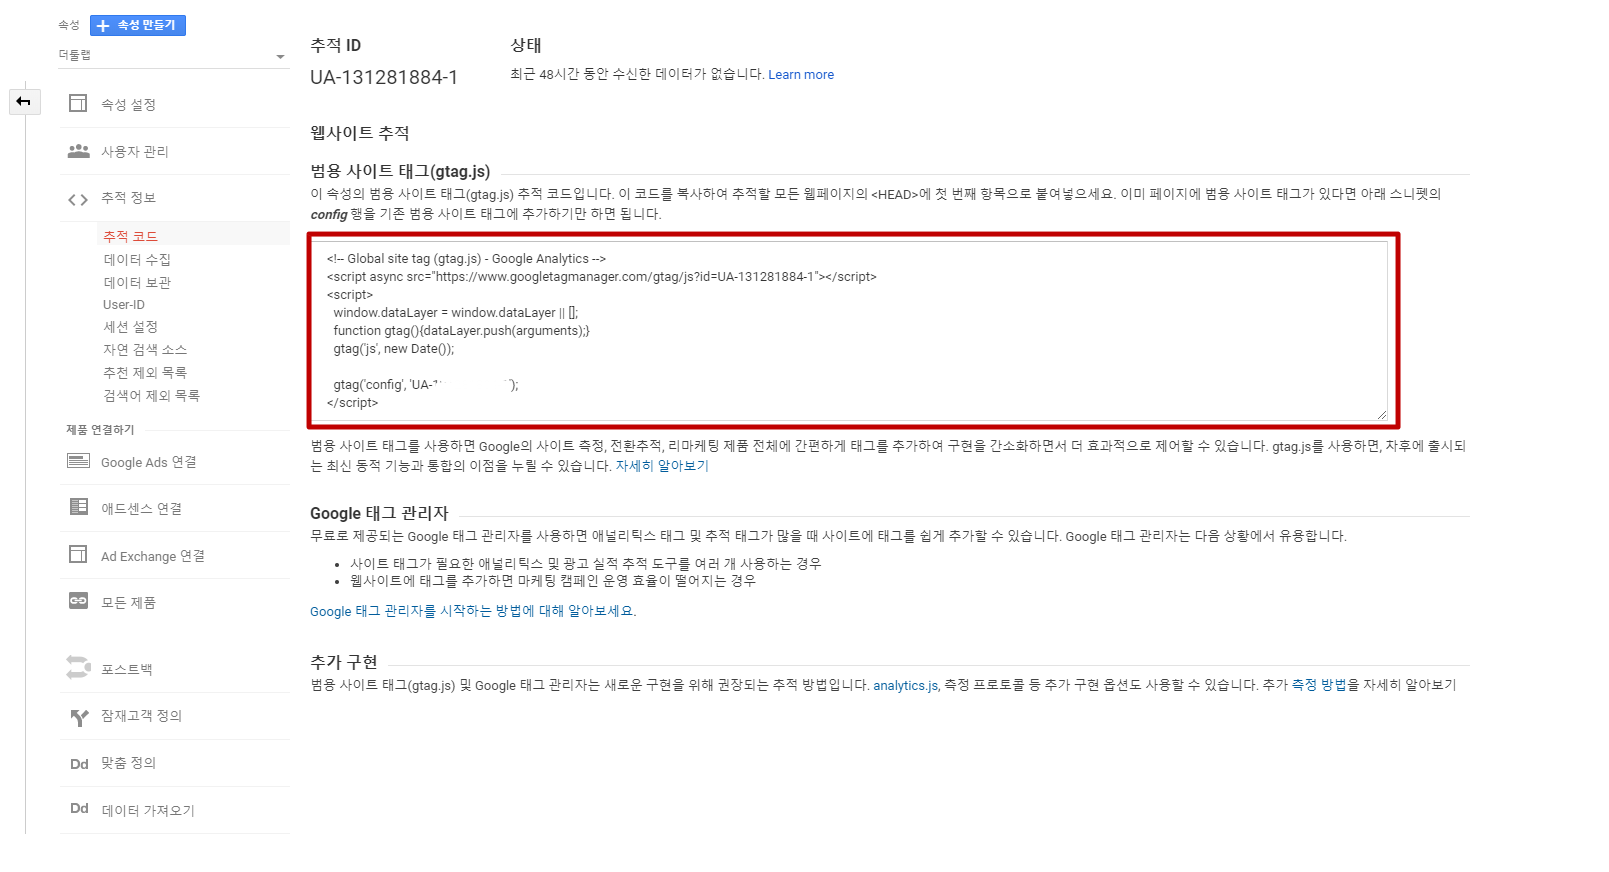 속성
속성 만들기
더툴랩
속성 설정
사용자 관리
추적 정보
추적 코드
데이터 수집
데이터 보관
User-ID
세션 설정
자연 검색 소스
추천 제외 목록
검색어 제외 목록
제품 연결하기
Google Ads 연결
애드센스 연결
Ad Exchange 연결
모든 제품
포스트백
잠재고객 정의
Dd 맞춤 정의
Dd 데이터 가져오기
추적 ID
UA-131281884-1
상태
최근 48시간 동안 수신한 데이터가 없습니다. Learn more
웹사이트 추적
범용 사이트 태그(gtag.js)
이 속성의 범용 사이트 태그(gtag.js) 추적 코드입니다. 이 코드를 복사하여 추적할 모든 웹페이지의 <HEAD>에 첫 번째 항목으로 붙여넣으세요. 이미 페이지에 범용 사이트 태그가 있다면 아래 스니펫의
config 행을 기존 범용 사이트 태그에 추가하기만 하면 됩니다.
<!-- Global site tag (gtag.js) - Google Analytics -->
<script async src="https://www.googletagmanager.com/gtag/js?id=UA-131281884-1"></script>
<script>
window.dataLayer = window.dataLayer || [];
function gtag(){dataLayer.push(arguments);}
gtag('js', new Date());
gtag('config', 'UA- ');
</script>
범용 사이트 태그를 사용하면 Google의 사이트 측정, 전환추적, 리마케팅 제품 전체에 간편하게 태그를 추가하여 구현을 간소화하면서 더 효과적으로 제어할 수 있습니다. gtag.js를 사용하면, 차후에 출시되
는 최신 동적 기능과 통합의 이점을 누릴 수 있습니다. 자세히 알아보기
Google 태그 관리자
무료로 제공되는 Google 태그 관리자를 사용하면 애널리틱스 태그 및 추적 태그가 많을 때 사이트에 태그를 쉽게 추가할 수 있습니다. Google 태그 관리자는 다음 상황에서 유용합니다.
• 사이트 태그가 필요한 애널리틱스 및 광고 실적 추적 도구를 여러 개 사용하는 경우
• 웹사이트에 태그를 추가하면 마케팅 캠페인 운영 효율이 떨어지는 경우
Google 태그 관리자를 시작하는 방법에 대해 알아보세요.
추가 구현
범용 사이트 태그(gtag.js) 및 Google 태그 관리자는 새로운 구현을 위해 권장되는 추적 방법입니다. analytics.js, 측정 프로토콜 등 추가 구현 옵션도 사용할 수 있습니다. 추가 측정 방법을 자세히 알아보기